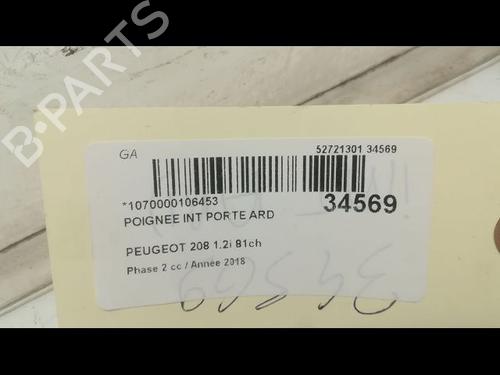 B-PARTS
GA 52721301 34569
*1070000106453 34569
POIGNEE INT PORTE ARD
PEUGEOT 208 1.2i 81ch
Phase 2 cc / Année 2018
34569